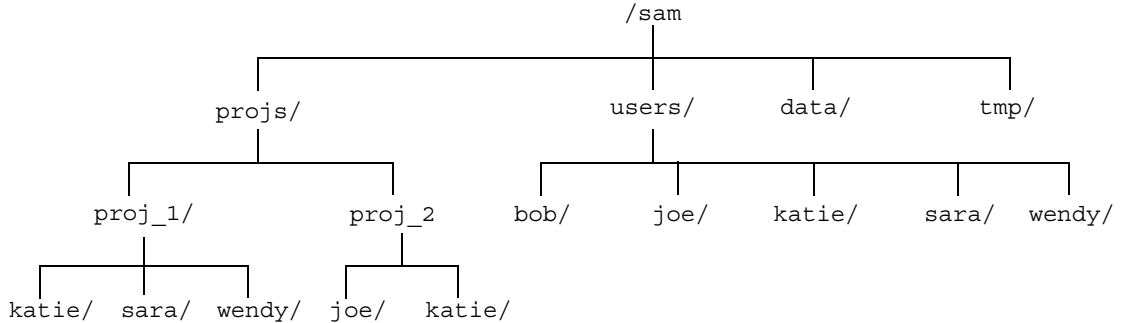 /sam
projs/ users/ data/ tmp/
proj_1/ proj_2 bob/ joe/ katie/ sara/ wendy/
katie/ sara/ wendy/ joe/ katie/